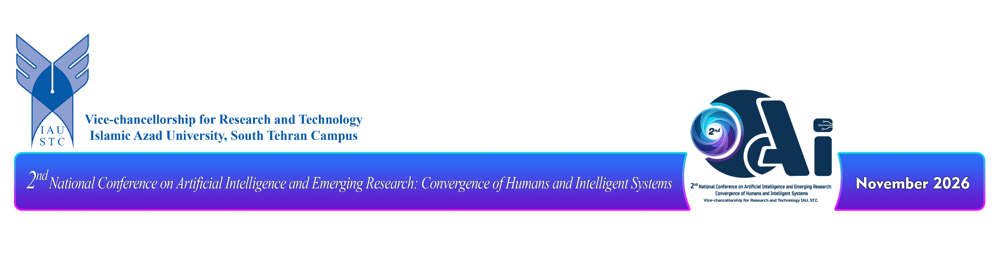 IAU
STC
Vice-chancellorship for Research and Technology
Islamic Azad University, South Tehran Campus
2nd National Conference on Artificial Intelligence and Emerging Research: Convergence of Humans and Intelligent Systems
2nd
Ai
2nd National Conference on Artificial Intelligence and Emerging Research:
Convergence of Humans and Intelligent Systems
Vice-chancellorship for Research and Technology IAU, ST.C.
November 2026